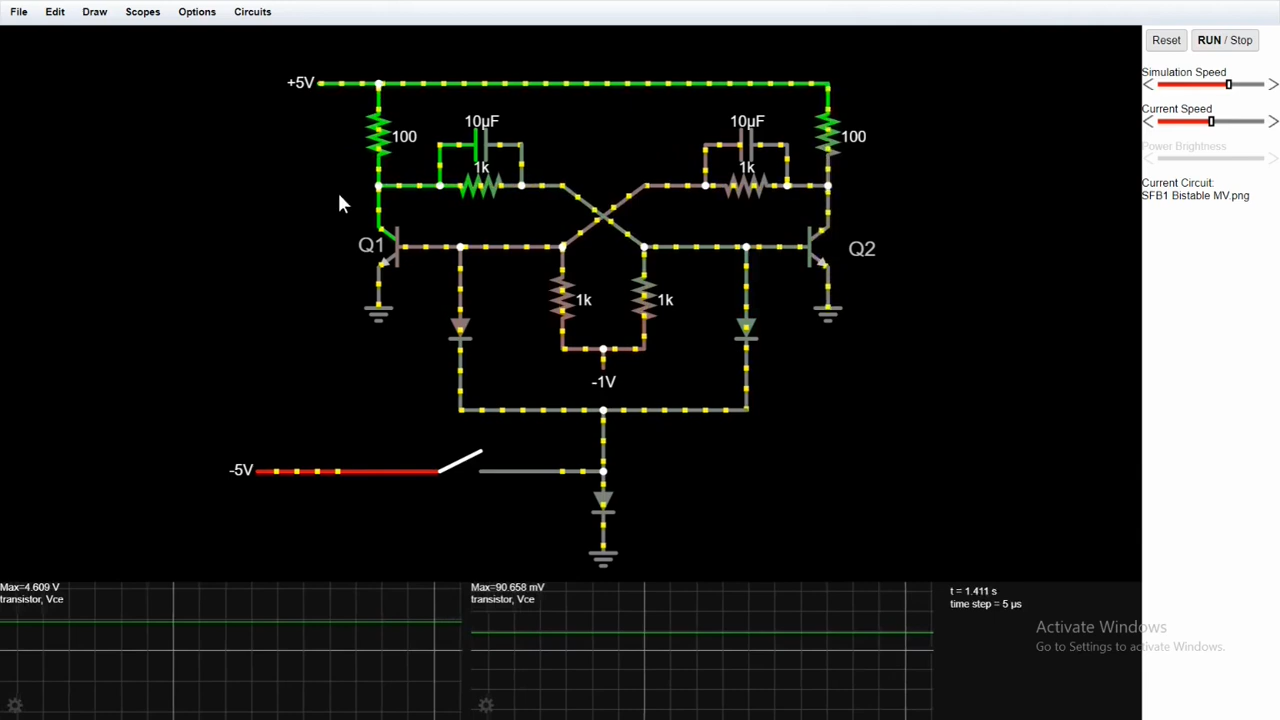 File Edit Draw Scopes Options Circuits
Reset RUN / Stop
Simulation Speed
Current Speed
Power Brightness
Current Circuit:
SFB1 Bistable MV.png
+5V
100
10μF
1k
10μF
1k
100
Q1
Q2
1k
1k
-1V
-5V
Max=4.609 V
transistor, Vce
Max=90.658 mV
transistor, Vce
t = 1.411 s
time step = 5 μs
Activate Windows
Go to Settings to activate Windows.